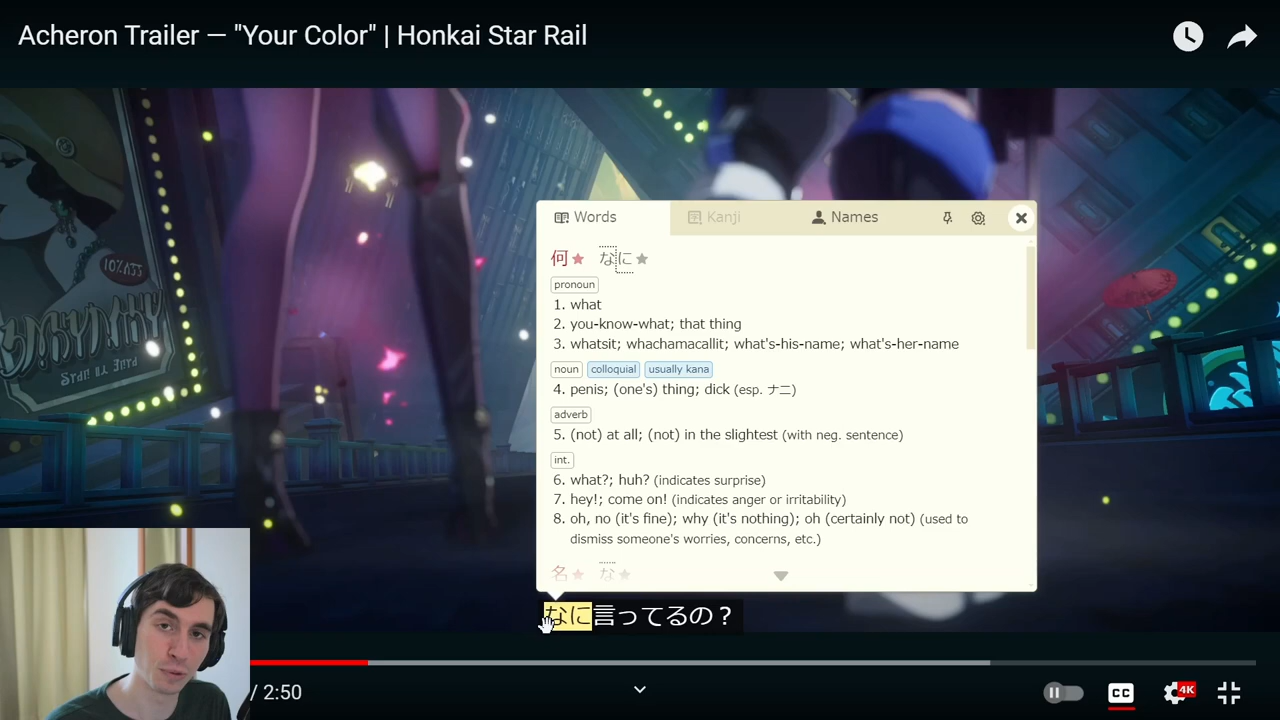 Acheron Trailer — "Your Color" | Honkai Star Rail
10%ASS
Words
Kanji
Names
何★ なに★
pronoun
1. what
2. you-know-what; that thing
3. whatsit; whachamacallit; what's-his-name; what's-her-name
noun colloquial usually kana
4. penis; (one's) thing; dick (esp. ナニ)
adverb
5. (not) at all; (not) in the slightest (with neg. sentence)
int.
6. what?; huh? (indicates surprise)
7. hey!; come on! (indicates anger or irritability)
8. oh, no (it's fine); why (it's nothing); oh (certainly not) (used to
dismiss someone's worries, concerns, etc.)
名★ な★
なに言ってるの？
/ 2:50
CC
4K